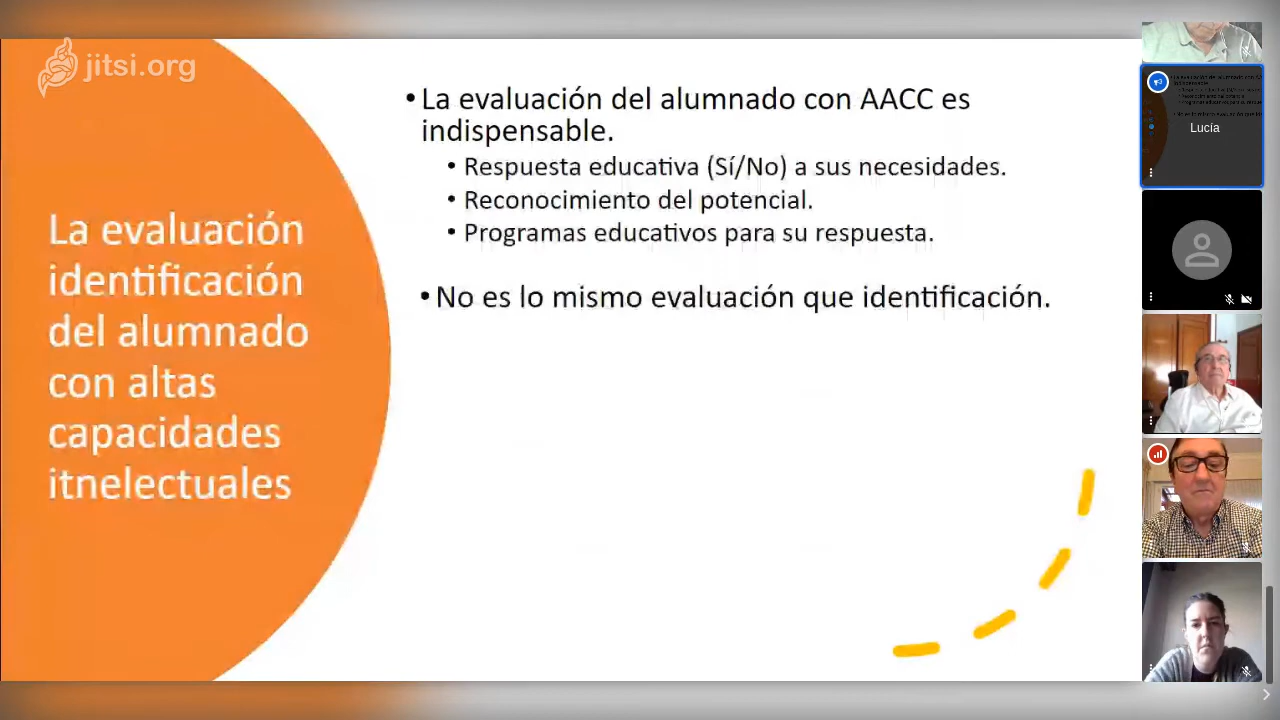 jitsi.org
La evaluación
identificación
del alumnado
con altas
capacidades
itnelectuales
• La evaluación del alumnado con AACC es
indispensable.
• Respuesta educativa (Sí/No) a sus necesidades.
• Reconocimiento del potencial.
• Programas educativos para su respuesta.
• No es lo mismo evaluación que identificación.
Lucía